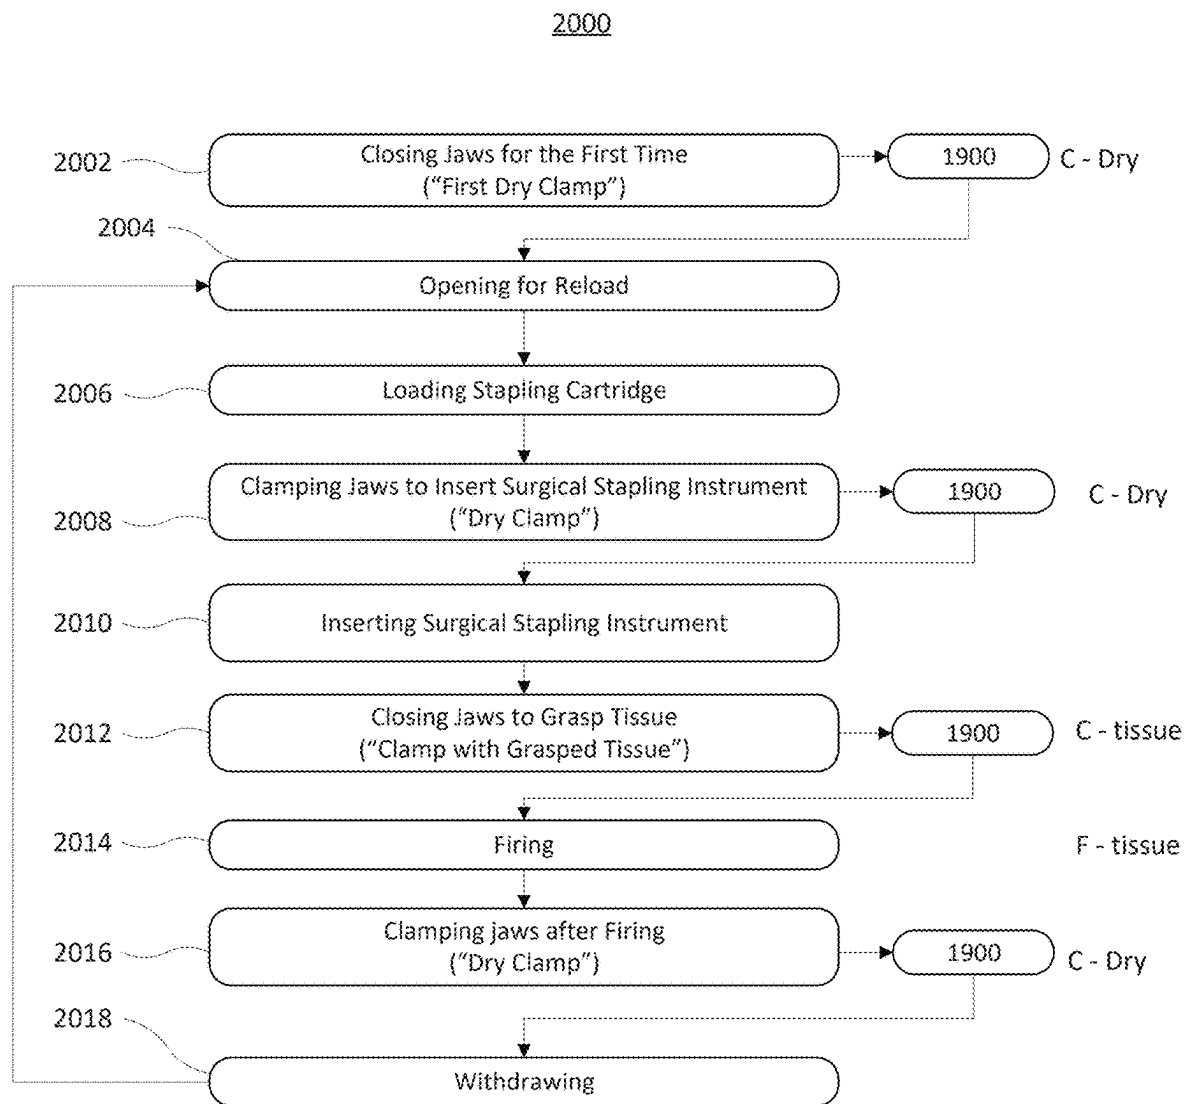 2000
2002
Closing Jaws for the First Time
("First Dry Clamp")
1900
C - Dry
2004
Opening for Reload
2006
Loading Stapling Cartridge
2008
Clamping Jaws to Insert Surgical Stapling Instrument
("Dry Clamp")
1900
C - Dry
2010
Inserting Surgical Stapling Instrument
2012
Closing Jaws to Grasp Tissue
("Clamp with Grasped Tissue")
1900
C - tissue
2014
Firing
F - tissue
2016
Clamping jaws after Firing
("Dry Clamp")
1900
C - Dry
2018
Withdrawing